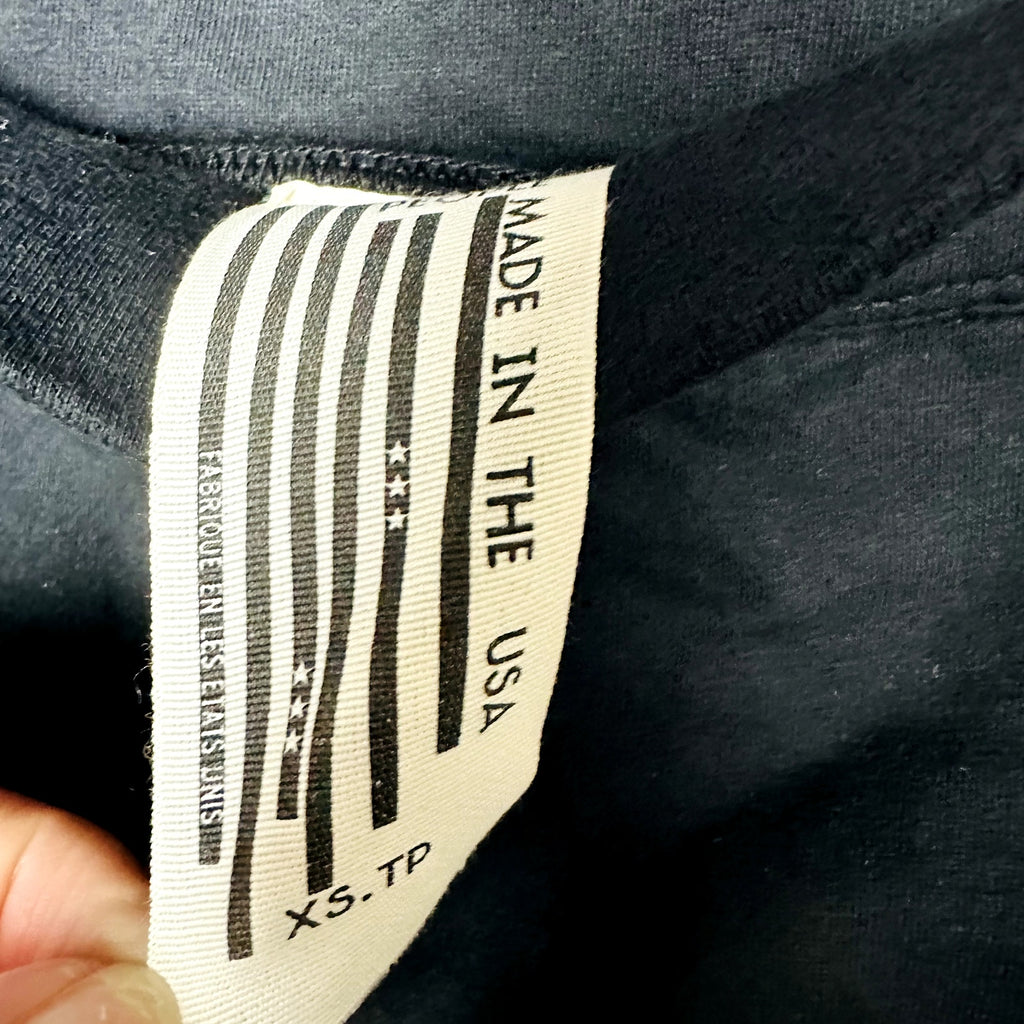 MADE IN THE USA
FABRIQUE EN LES ETATS UNIS
XS. TP